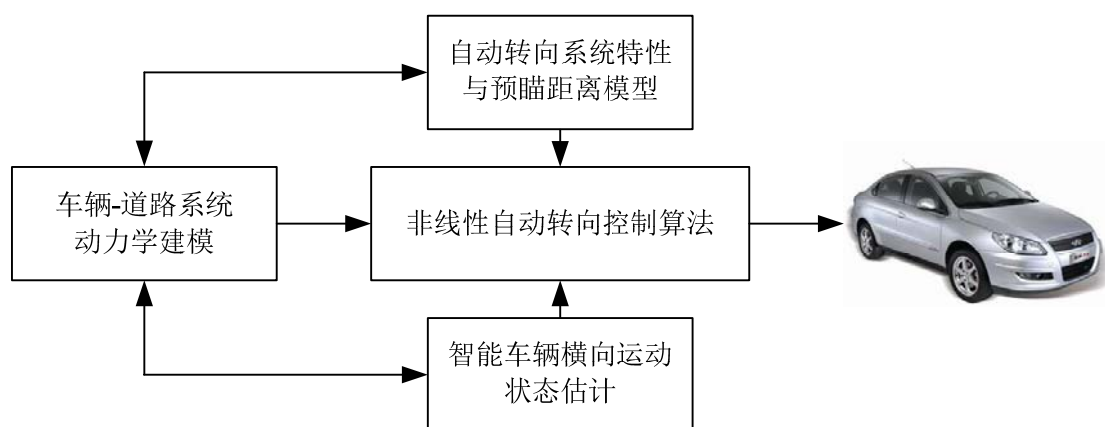 自动转向系统特性
与预瞄距离模型
车辆-道路系统
动力学建模
非线性自动转向控制算法
智能车辆横向运动
状态估计